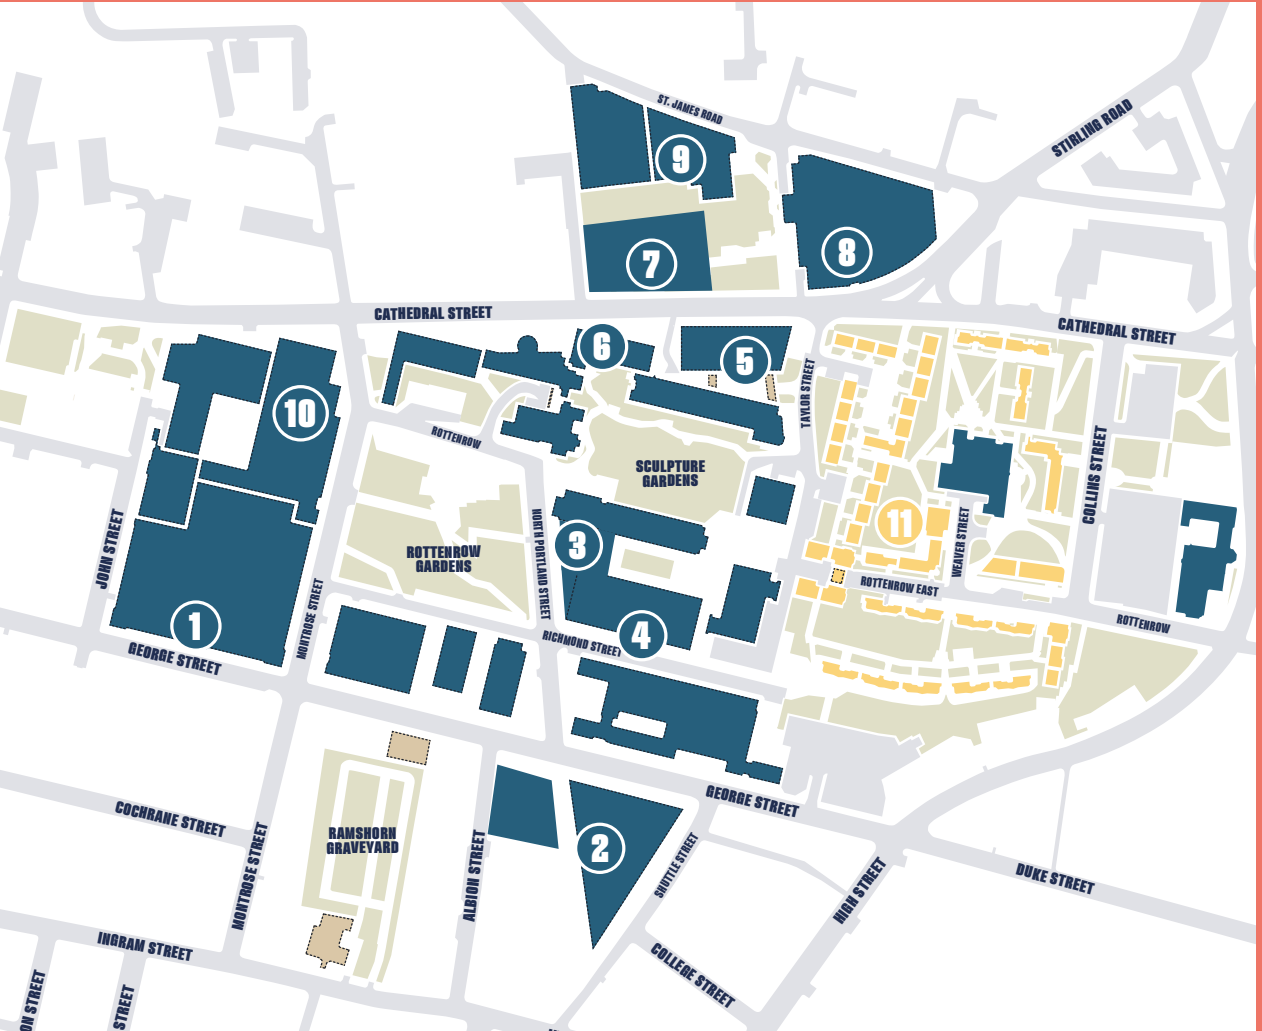 ST. JAMES ROAD
STIRLING ROAD
9
8
7
CATHEDRAL STREET
CATHEDRAL STREET
6
5
TAYLOR STREET
10
ROTTENROW
SCULPTURE
GARDENS
COLLINS STREET
11
WEAVER STREET
JOHN STREET
NORTH PORTLAND STREET
3
ROTTENROW
GARDENS
ROTTENROW EAST
MONTROSE STREET
1
4
ROTTENROW
RICHMOND STREET
GEORGE STREET
GEORGE STREET
COCHRANE STREET
RAMSHORN
GRAVEYARD
MONTROSE STREET
ALBION STREET
2
SHUTTLE STREET
HIGH STREET
DUKE STREET
INGRAM STREET
COLLEGE STREET
ON STREET
STREET